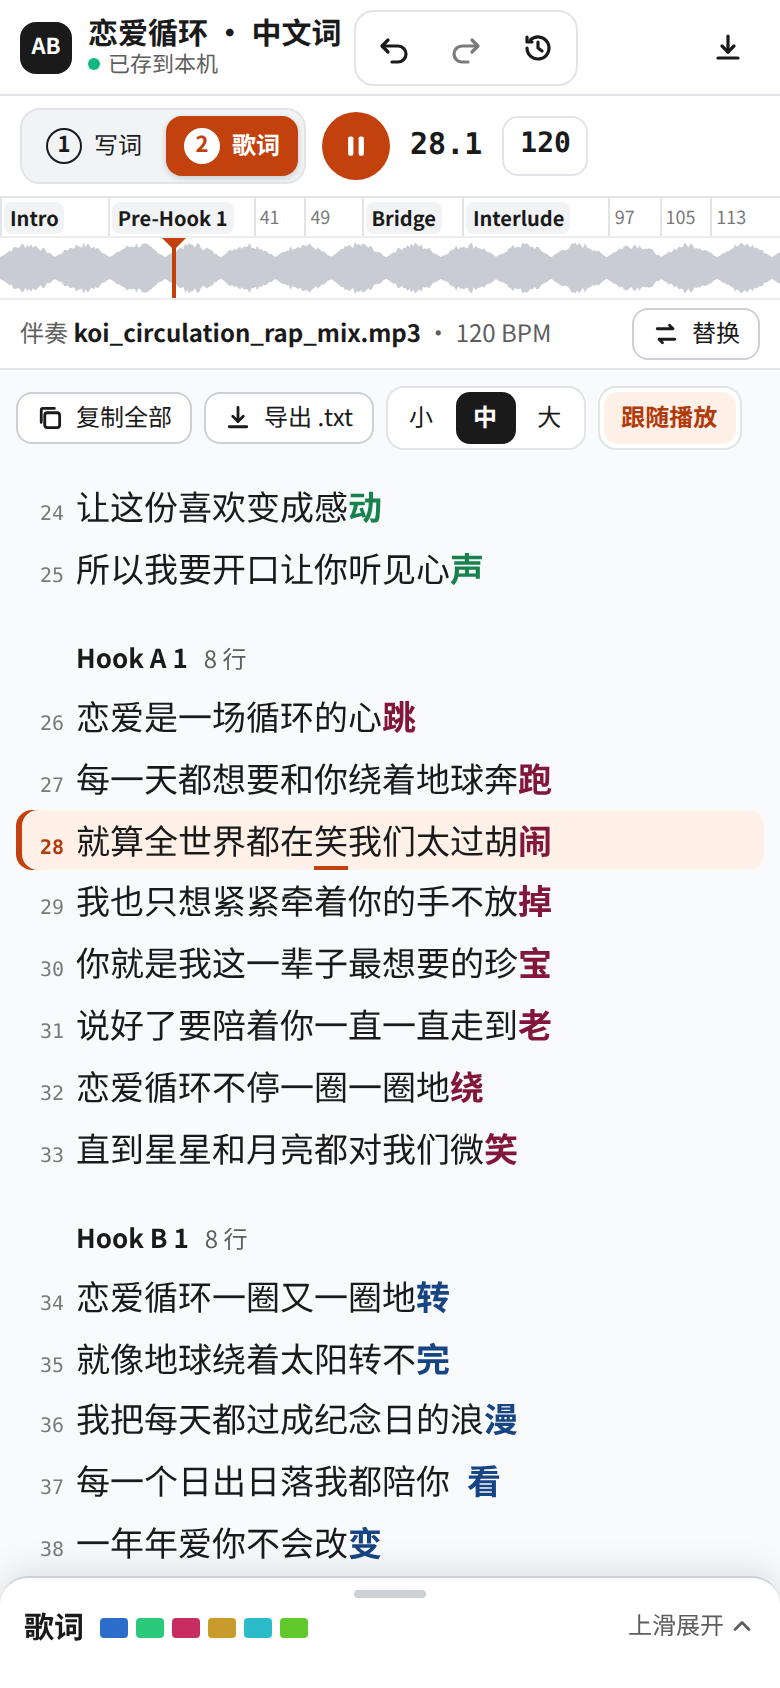 AB
恋爱循环 · 中文词
已存到本机
1 写词 2 歌词 28.1 120
Intro Pre-Hook 1 41 49 Bridge Interlude 97 105 113
伴奏 koi_circulation_rap_mix.mp3 · 120 BPM 替换
复制全部 导出 .txt 小 中 大 跟随播放
24 让这份喜欢变成感动
25 所以我要开口让你听见心声
Hook A 1 8 行
26 恋爱是一场循环的心跳
27 每一天都想要和你绕着地球奔跑
28 就算全世界都在笑我们太过胡闹
29 我也只想紧紧牵着你的手不放掉
30 你就是我这一辈子最想要的珍宝
31 说好了要陪着你一直一直走到老
32 恋爱循环不停一圈一圈地绕
33 直到星星和月亮都对我们微笑
Hook B 1 8 行
34 恋爱循环一圈又一圈地转
35 就像地球绕着太阳转不完
36 我把每天都过成纪念日的浪漫
37 每一个日出日落我都陪你 看
38 一年年爱你不会改变
歌词 上滑展开